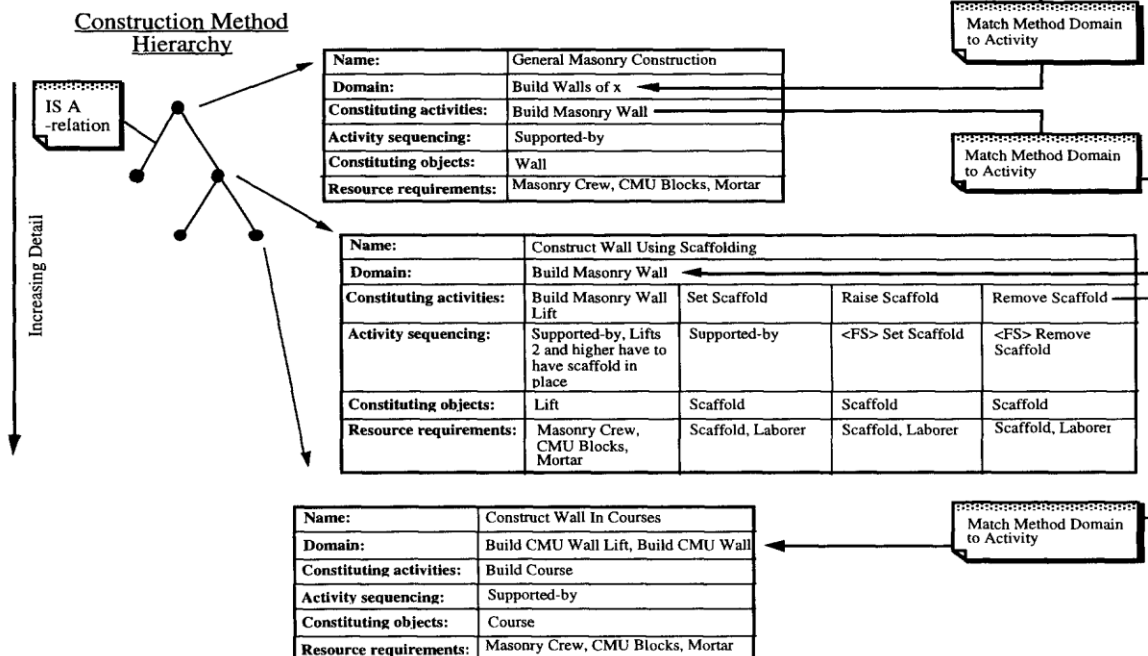 Construction Method
Hierarchy
IS A
-relation
Increasing Detail
Name: General Masonry Construction
Domain: Build Walls of x
Constituting activities: Build Masonry Wall
Activity sequencing: Supported-by
Constituting objects: Wall
Resource requirements: Masonry Crew, CMU Blocks, Mortar
Match Method Domain
to Activity
Match Method Domain
to Activity
Name: Construct Wall Using Scaffolding
Domain: Build Masonry Wall
Constituting activities: Build Masonry Wall Set Scaffold Raise Scaffold Remove Scaffold
Lift
Activity sequencing: Supported-by, Lifts Supported-by <FS> Set Scaffold <FS> Remove
2 and higher have to Scaffold
have scaffold in
place
Constituting objects: Lift Scaffold Scaffold Scaffold
Resource requirements: Masonry Crew, Scaffold, Laborer Scaffold, Laborer Scaffold, Laborer
CMU Blocks,
Mortar
Name: Construct Wall In Courses
Domain: Build CMU Wall Lift, Build CMU Wall
Constituting activities: Build Course
Activity sequencing: Supported-by
Constituting objects: Course
Resource requirements: Masonry Crew, CMU Blocks, Mortar
Match Method Domain
to Activity